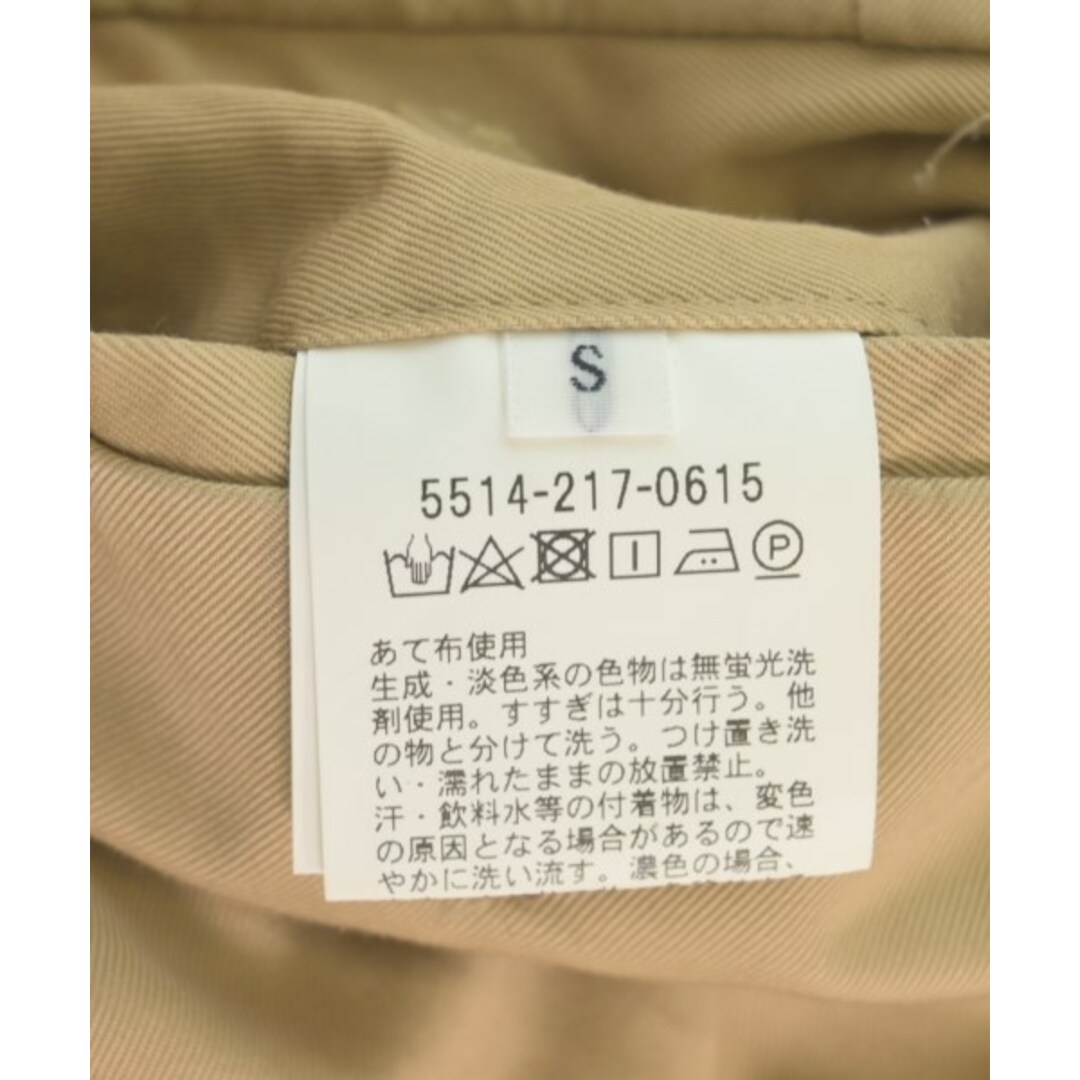 S
5514-217-0615
P
あて布使用
生成・淡色系の色物は無蛍光洗
剤使用。すすぎは十分行う。他
の物と分けて洗う。つけ置き洗
い・濡れたままの放置禁止。
汗・飲料水等の付着物は、変色
の原因となる場合があるので速
やかに洗い流す。濃色の場合、